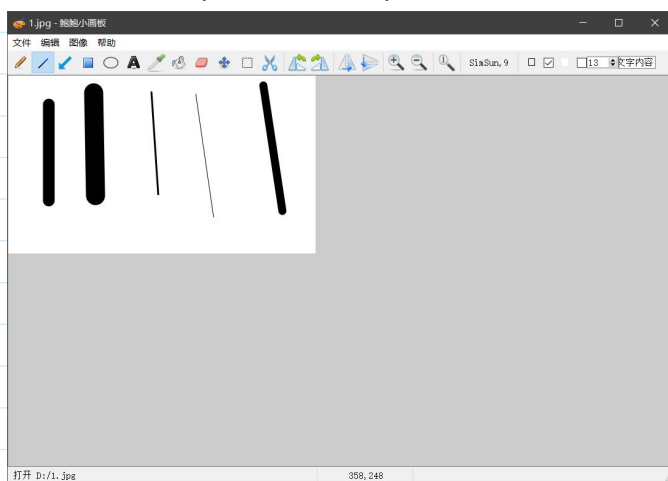 1.jpg - 鲍鲍小画板
文件 编辑 图像 帮助
A 1 SimSun, 9 13 文字内容
打开 D:/1.jpg 358,248